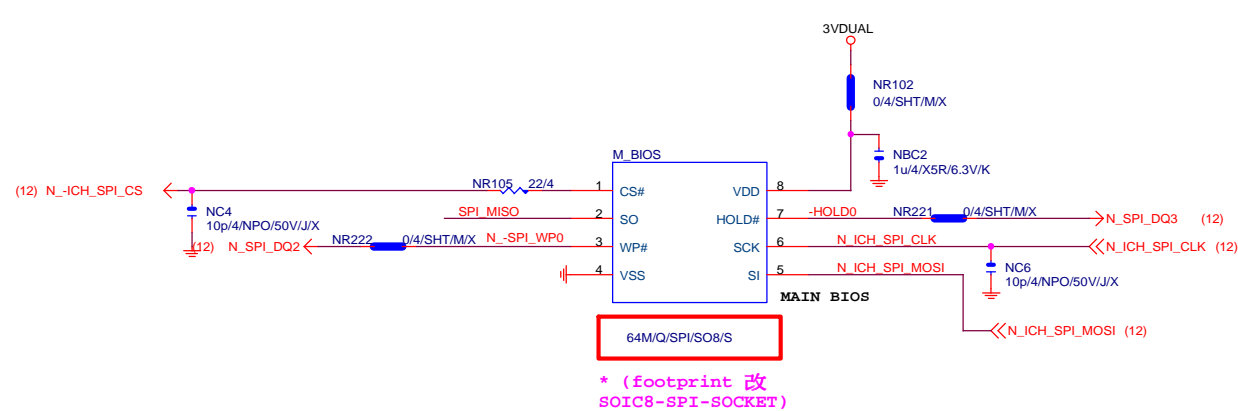 3VDUAL
NR102
0/4/SHT/M/X
M_BIOS
NBC2
1u/4/X5R/6.3V/K
(12) N_-ICH_SPI_CS
NR105 22/4
1 CS#
VDD 8
NC4
10p/4/NPO/50V/J/X
SPI_MISO
2 SO
HOLD# 7
-HOLD0
NR221 0/4/SHT/M/X
N_SPI_DQ3 (12)
(12) N_SPI_DQ2
NR222 0/4/SHT/M/X
N_-SPI_WP0
3 WP#
SCK 6
N_ICH_SPI_CLK
N_ICH_SPI_CLK (12)
4 VSS
SI 5
N_ICH_SPI_MOSI
NC6
10p/4/NPO/50V/J/X
MAIN BIOS
N_ICH_SPI_MOSI (12)
64M/Q/SPI/SO8/S
* (footprint 改
SOIC8-SPI-SOCKET)